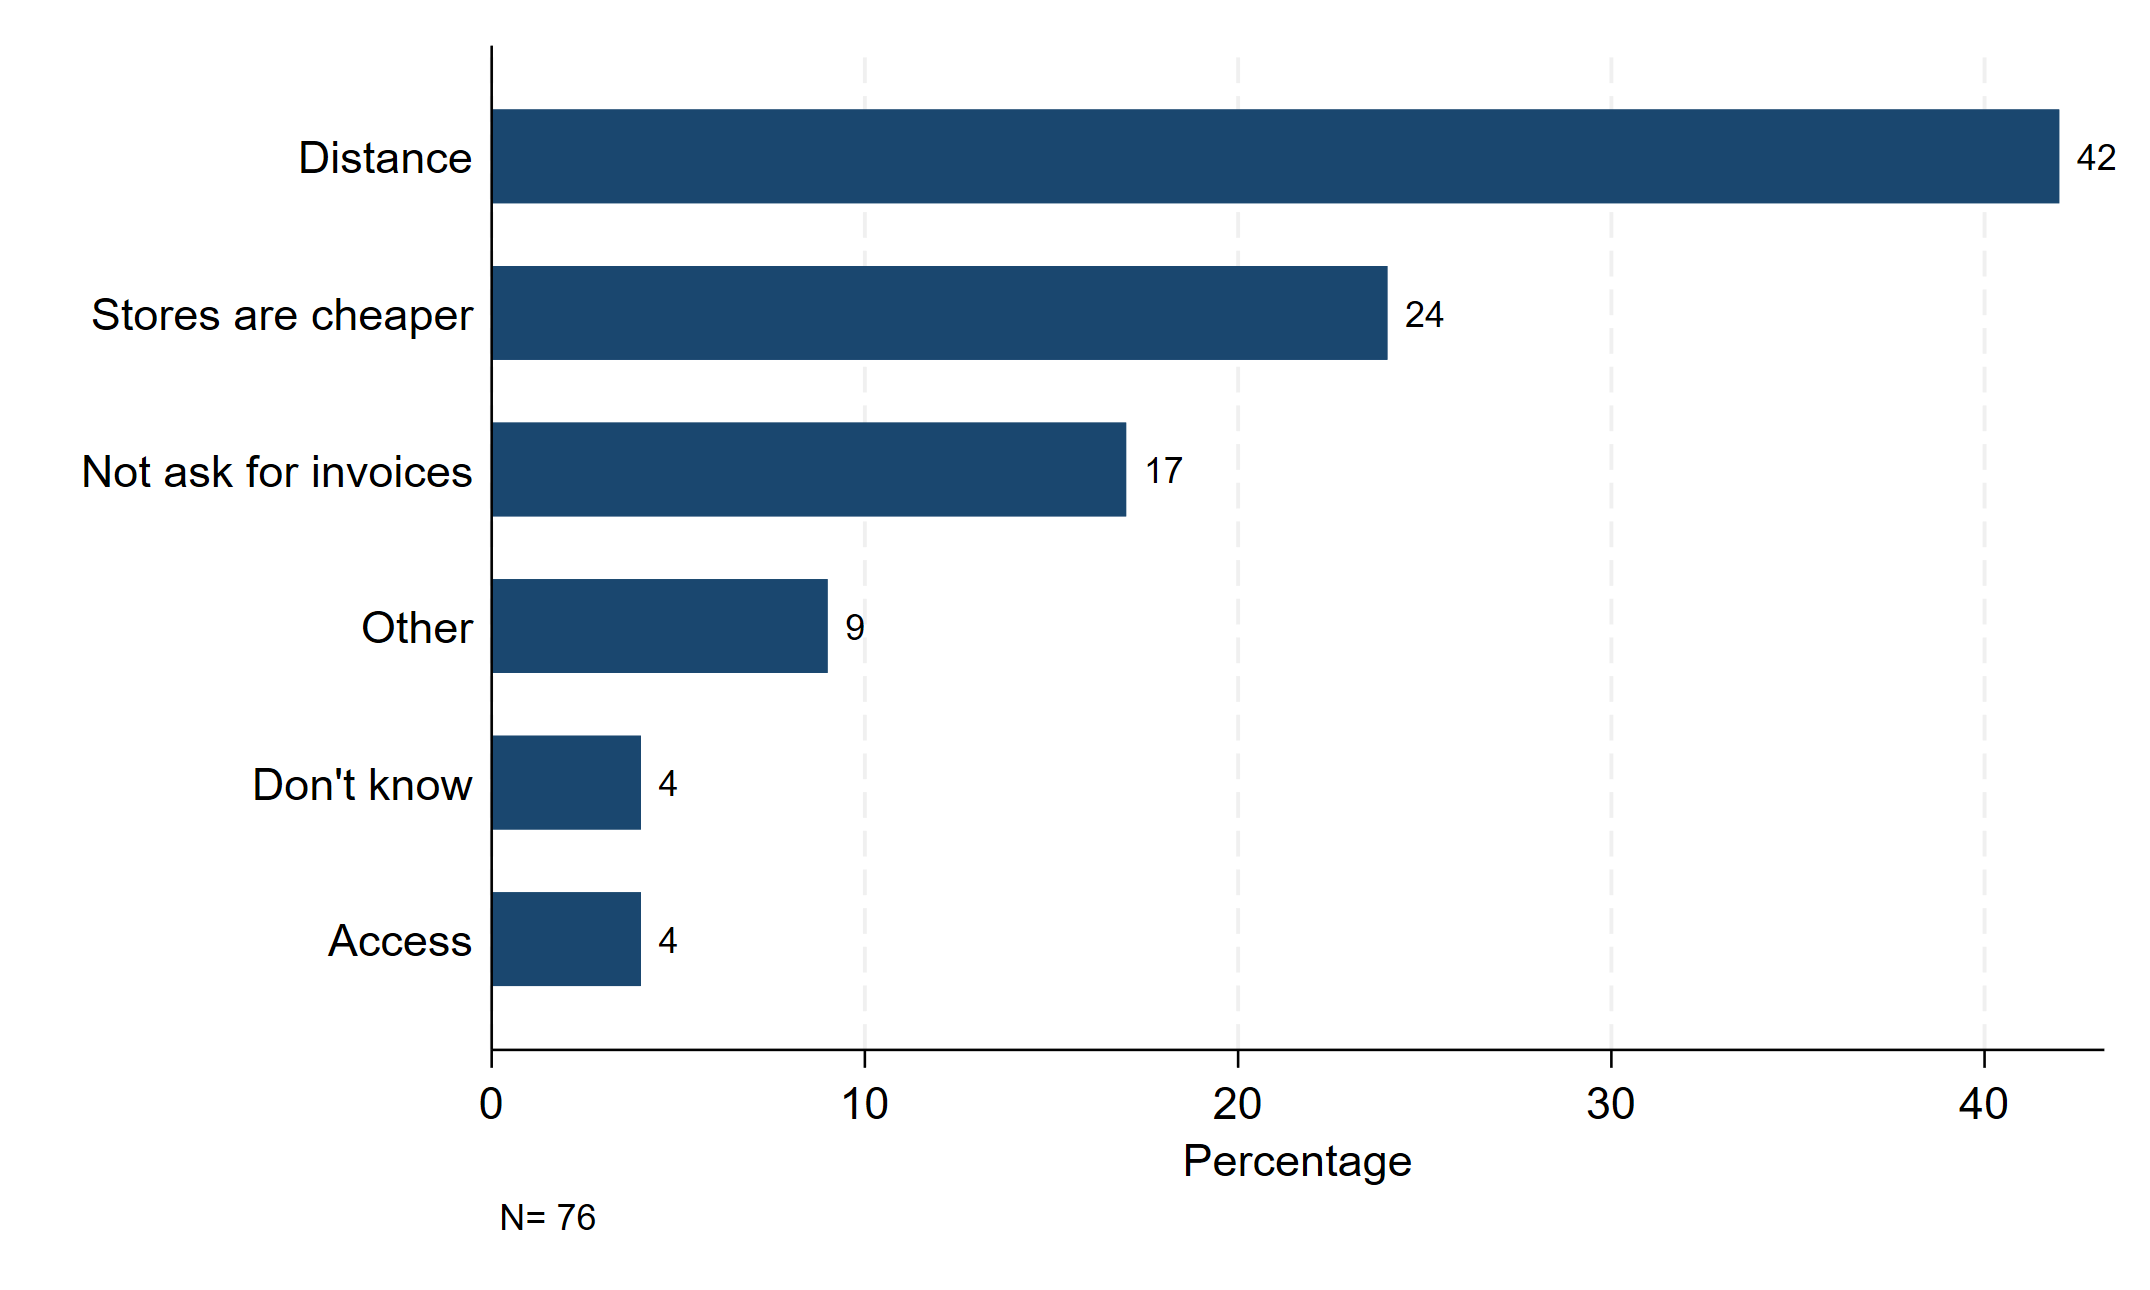 Distance 42
Stores are cheaper 24
Not ask for invoices 17
Other 9
Don't know 4
Access 4
0 10 20 30 40
Percentage
N= 76